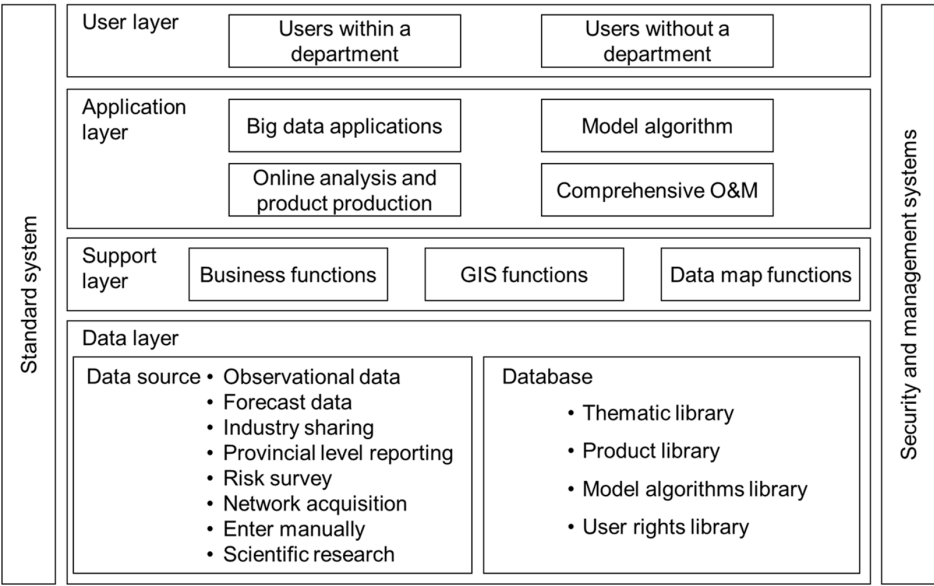 Standard system
User layer
Users within a
department
Users without a
department
Application
layer
Big data applications
Model algorithm
Online analysis and
product production
Comprehensive O&M
Support
layer
Business functions
GIS functions
Data map functions
Data layer
Data source
• Observational data
• Forecast data
• Industry sharing
• Provincial level reporting
• Risk survey
• Network acquisition
• Enter manually
• Scientific research
Database
• Thematic library
• Product library
• Model algorithms library
• User rights library
Security and management systems